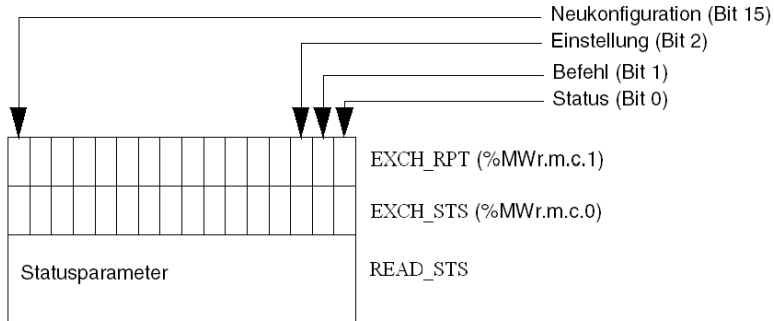 Neukonfiguration (Bit 15)
Einstellung (Bit 2)
Befehl (Bit 1)
Status (Bit 0)
EXCH_RPT (%MWr.m.c.1)
EXCH_STS (%MWr.m.c.0)
Statusparameter READ_STS